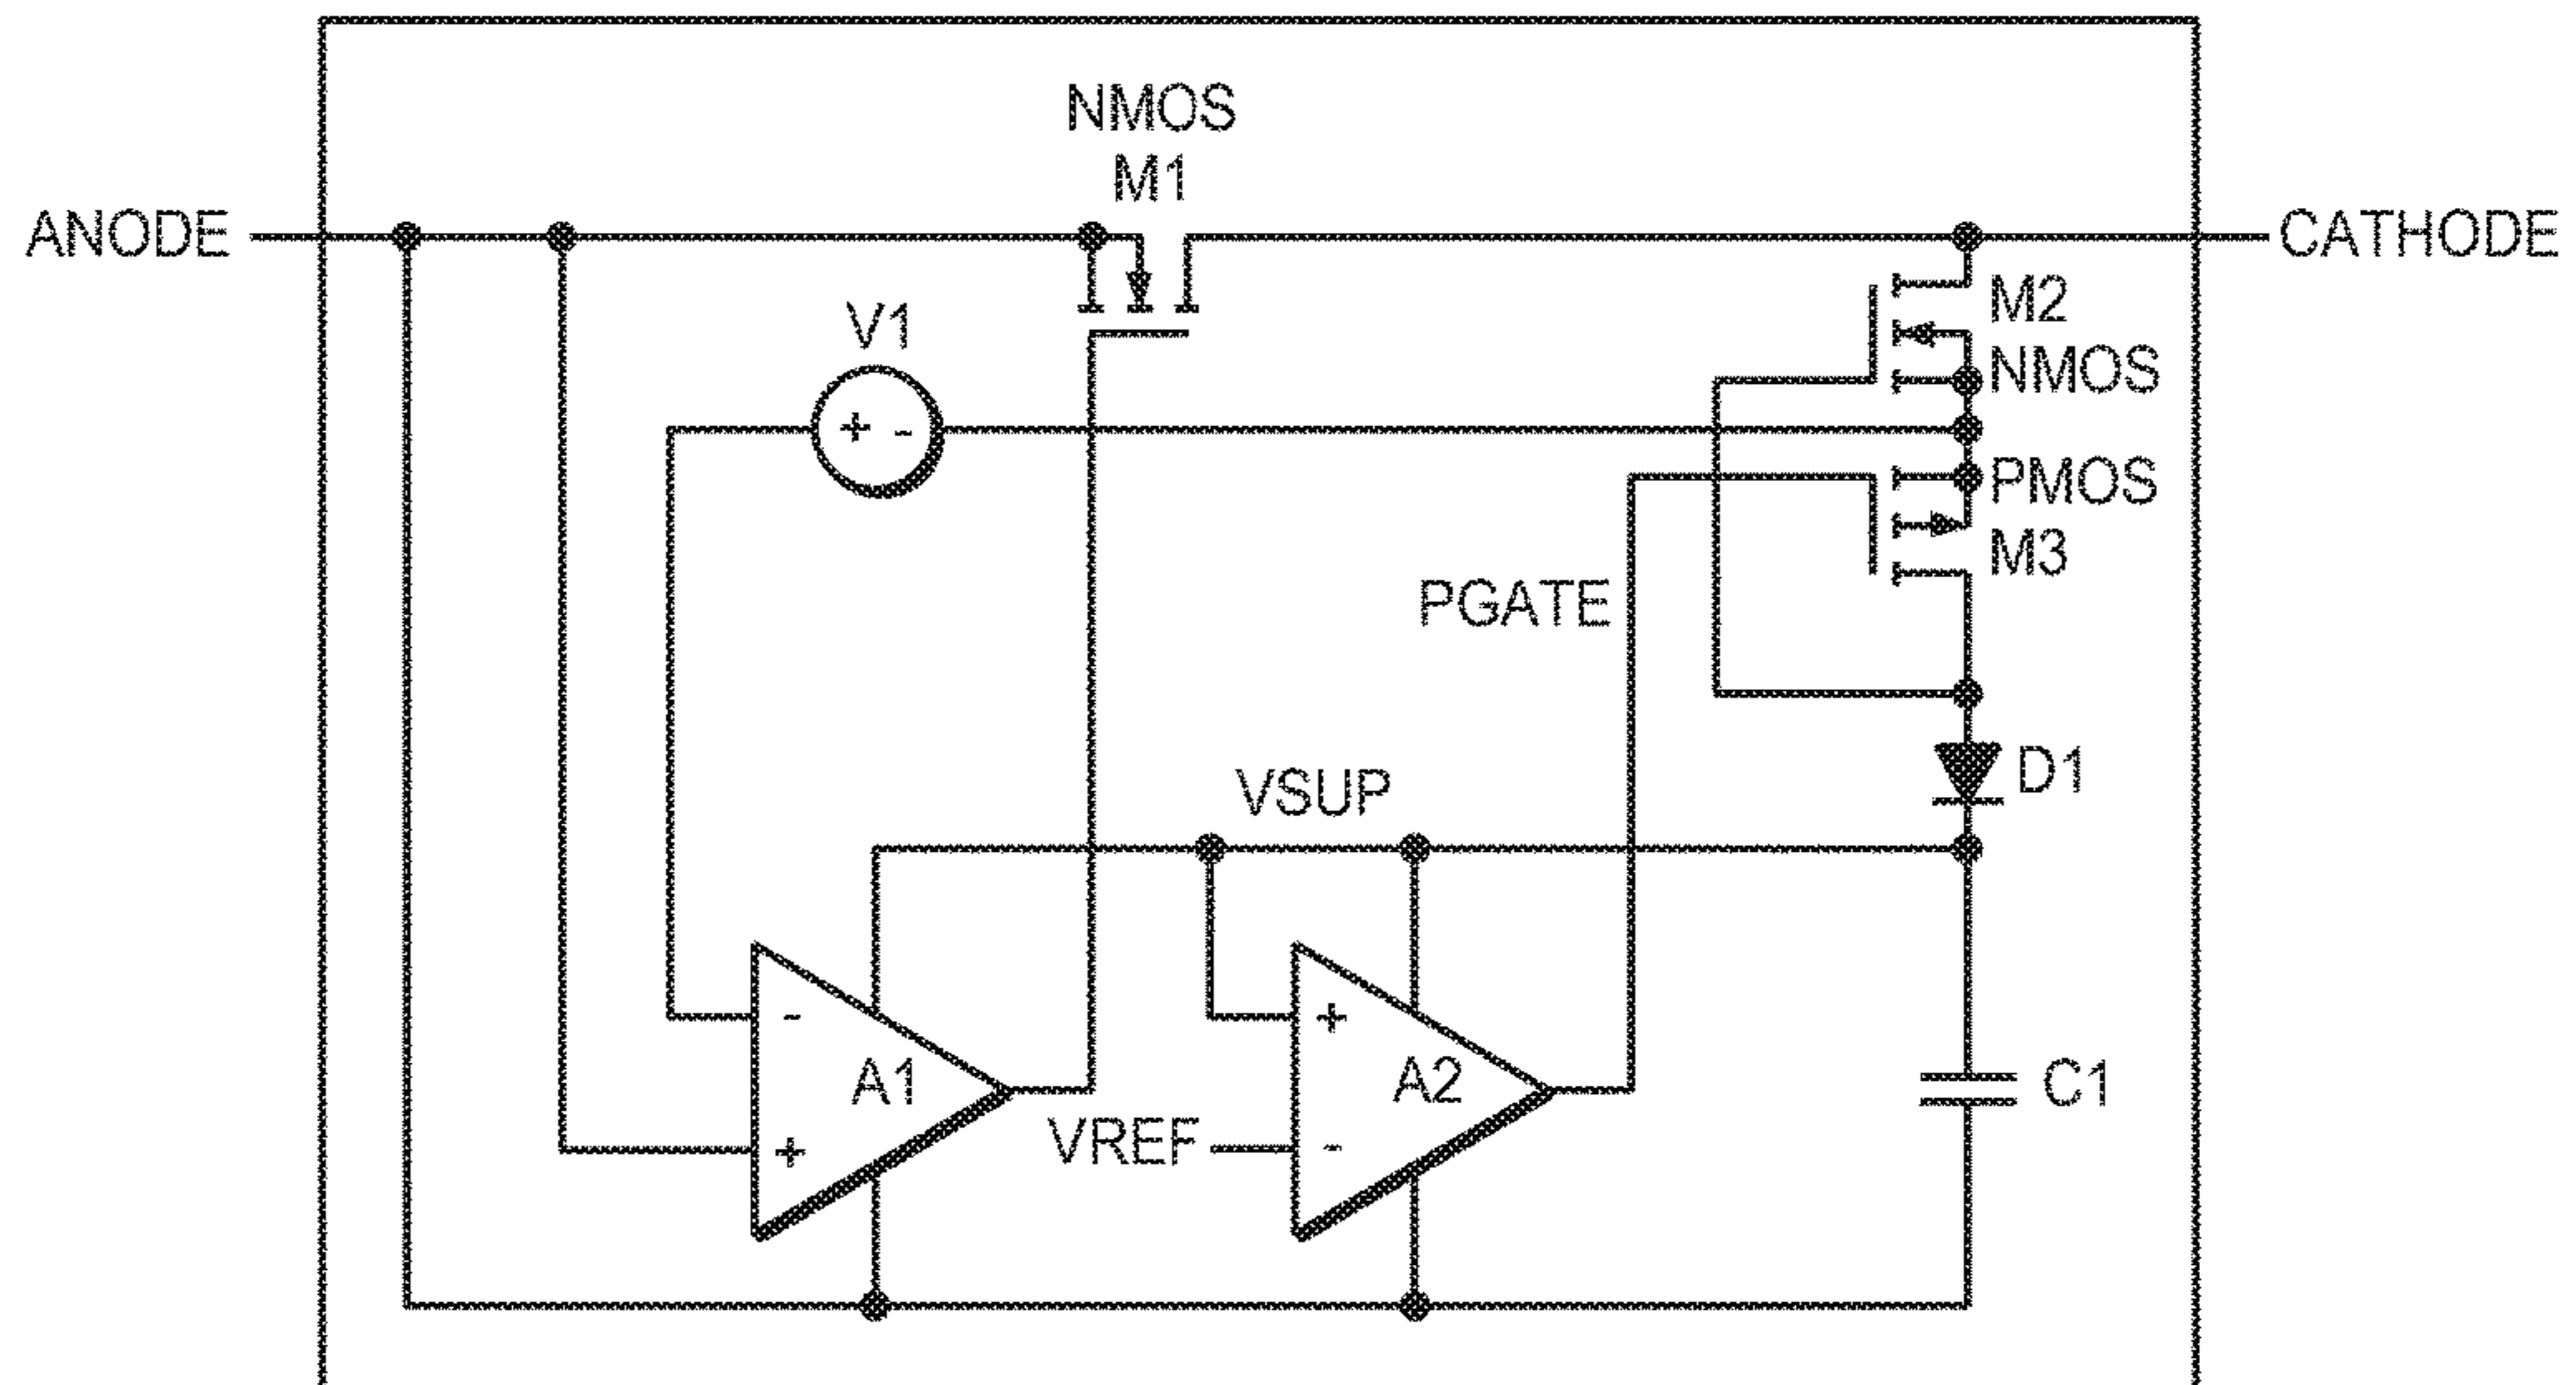 NMOS
M1
ANODE
CATHODE
V1
+ -
M2
NMOS
PMOS
M3
PGATE
D1
VSUP
-
+
A1
A2
C1
+
VREF
-